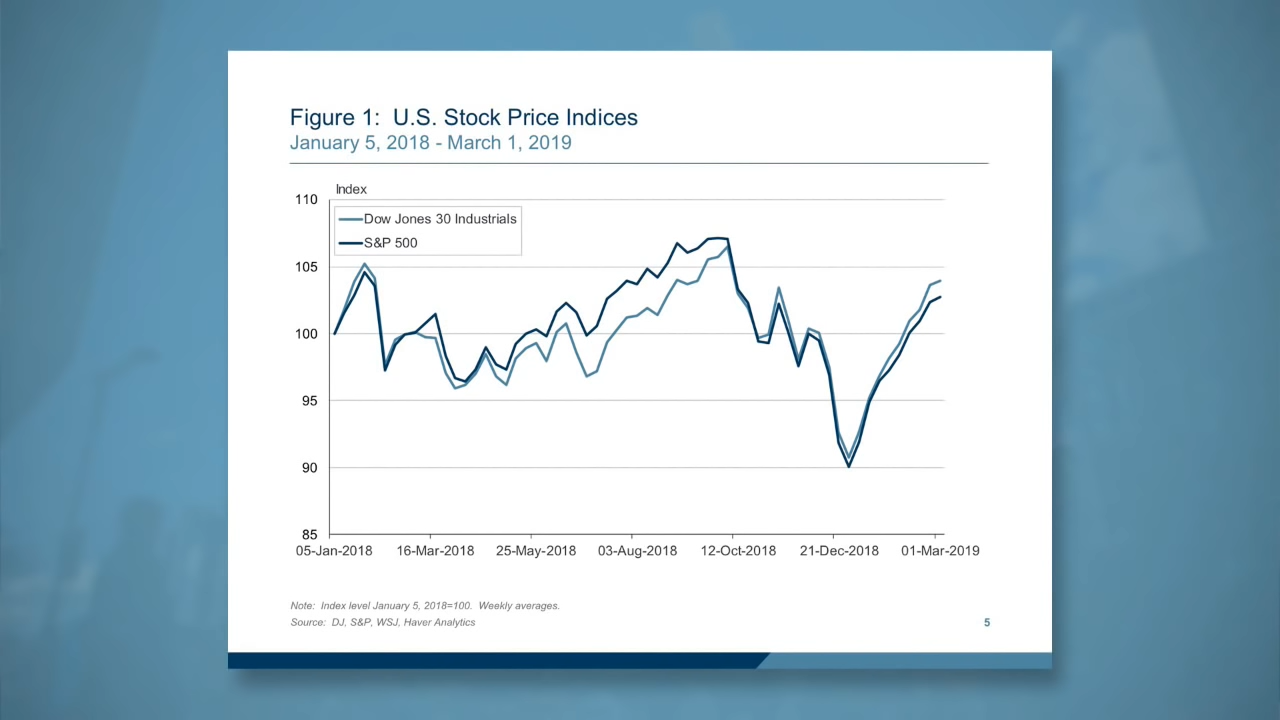 Figure 1: U.S. Stock Price Indices
January 5, 2018 - March 1, 2019
Index
110
Dow Jones 30 Industrials
S&P 500
105
100
95
90
85
05-Jan-2018 16-Mar-2018 25-May-2018 03-Aug-2018 12-Oct-2018 21-Dec-2018 01-Mar-2019
Note: Index level January 5, 2018=100. Weekly averages.
Source: DJ, S&P, WSJ, Haver Analytics
5